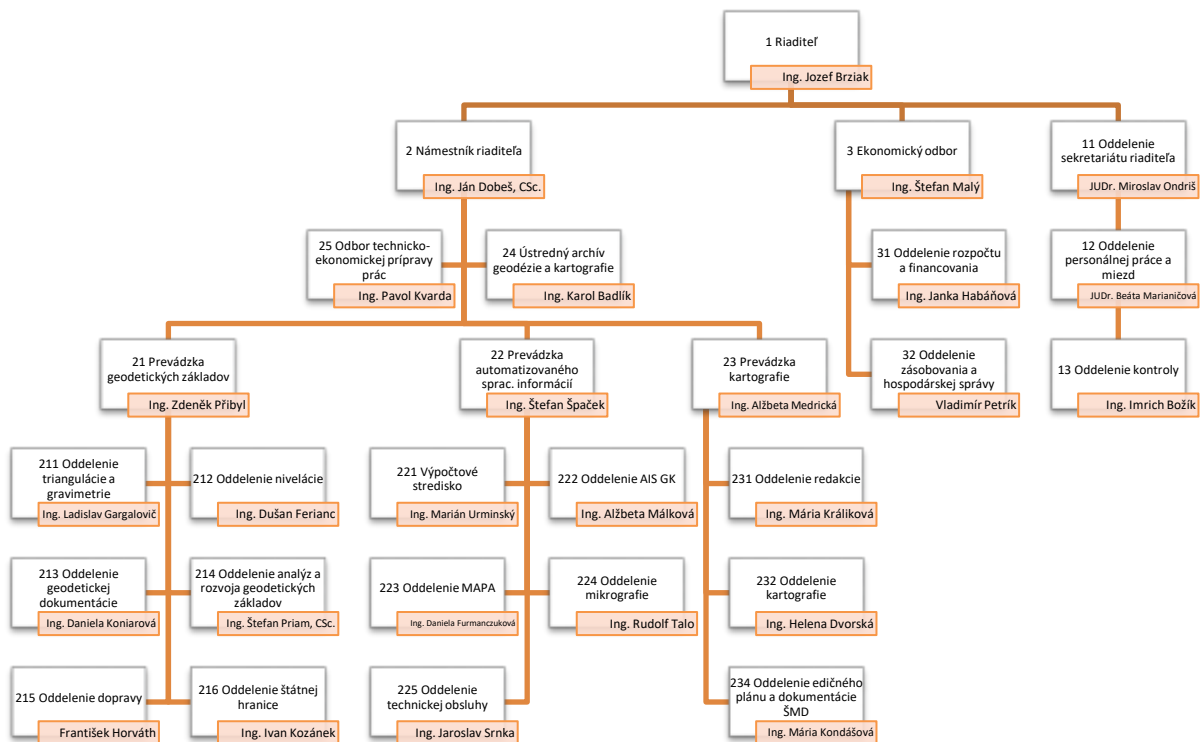 1 Riaditeľ
Ing. Jozef Brziak
2 Námestník riaditeľa
Ing. Ján Dobeš, CSc.
3 Ekonomický odbor
Ing. Štefan Malý
11 Oddelenie
sekretariátu riaditeľa
JUDr. Miroslav Ondriš
25 Odbor technicko-
ekonomickej prípravy
prác
Ing. Pavol Kvarda
24 Ústredný archív
geodézie a kartografie
Ing. Karol Badlík
31 Oddelenie rozpočtu
a financovania
Ing. Janka Habáňová
12 Oddelenie
personálnej práce a
miezd
JUDr. Beáta Marianičová
21 Prevádzka
geodetických základov
Ing. Zdeněk Přibyl
22 Prevádzka
automatizovaného
sprac. informácií
Ing. Štefan Špaček
23 Prevádzka
kartografie
Ing. Alžbeta Medrická
32 Oddelenie
zásobovania a
hospodárskej správy
Vladimír Petrík
13 Oddelenie kontroly
Ing. Imrich Božík
211 Oddelenie
triangulácie a
gravimetrie
Ing. Ladislav Gargalovič
212 Oddelenie nivelácie
Ing. Dušan Ferianc
221 Výpočtové
stredisko
Ing. Marián Urminský
222 Oddelenie AIS GK
Ing. Alžbeta Málková
231 Oddelenie redakcie
Ing. Mária Králiková
213 Oddelenie
geodetickej
dokumentácie
Ing. Daniela Koniarová
214 Oddelenie analýz a
rozvoja geodetických
základov
Ing. Štefan Priam, CSc.
223 Oddelenie MAPA
Ing. Daniela Furmanczuková
224 Oddelenie
mikrografie
Ing. Rudolf Talo
232 Oddelenie
kartografie
Ing. Helena Dvorská
215 Oddelenie dopravy
František Horváth
216 Oddelenie štátnej
hranice
Ing. Ivan Kozánek
225 Oddelenie
technickej obsluhy
Ing. Jaroslav Srnka
234 Oddelenie edičného
plánu a dokumentácie
ŠMD
Ing. Mária Kondášová